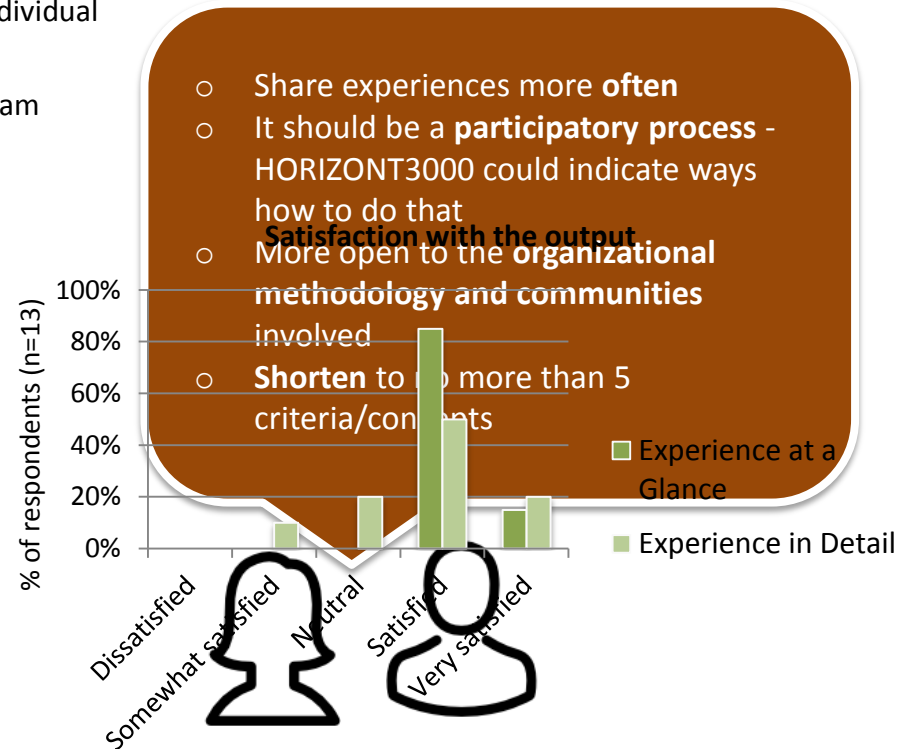 dividual
am
o Share experiences more often
o It should be a participatory process -
HORIZONT3000 could indicate ways
how to do that
o More open to the organizational
methodology and communities
involved
o Shorten to no more than 5
criteria/concepts
Satisfaction with the output
% of respondents (n=13)
100%
80%
60%
40%
20%
0%
Dissatisfied
Somewhat satisfied
Neutral
Satisfied
Very satisfied
Experience at a
Glance
Experience in Detail